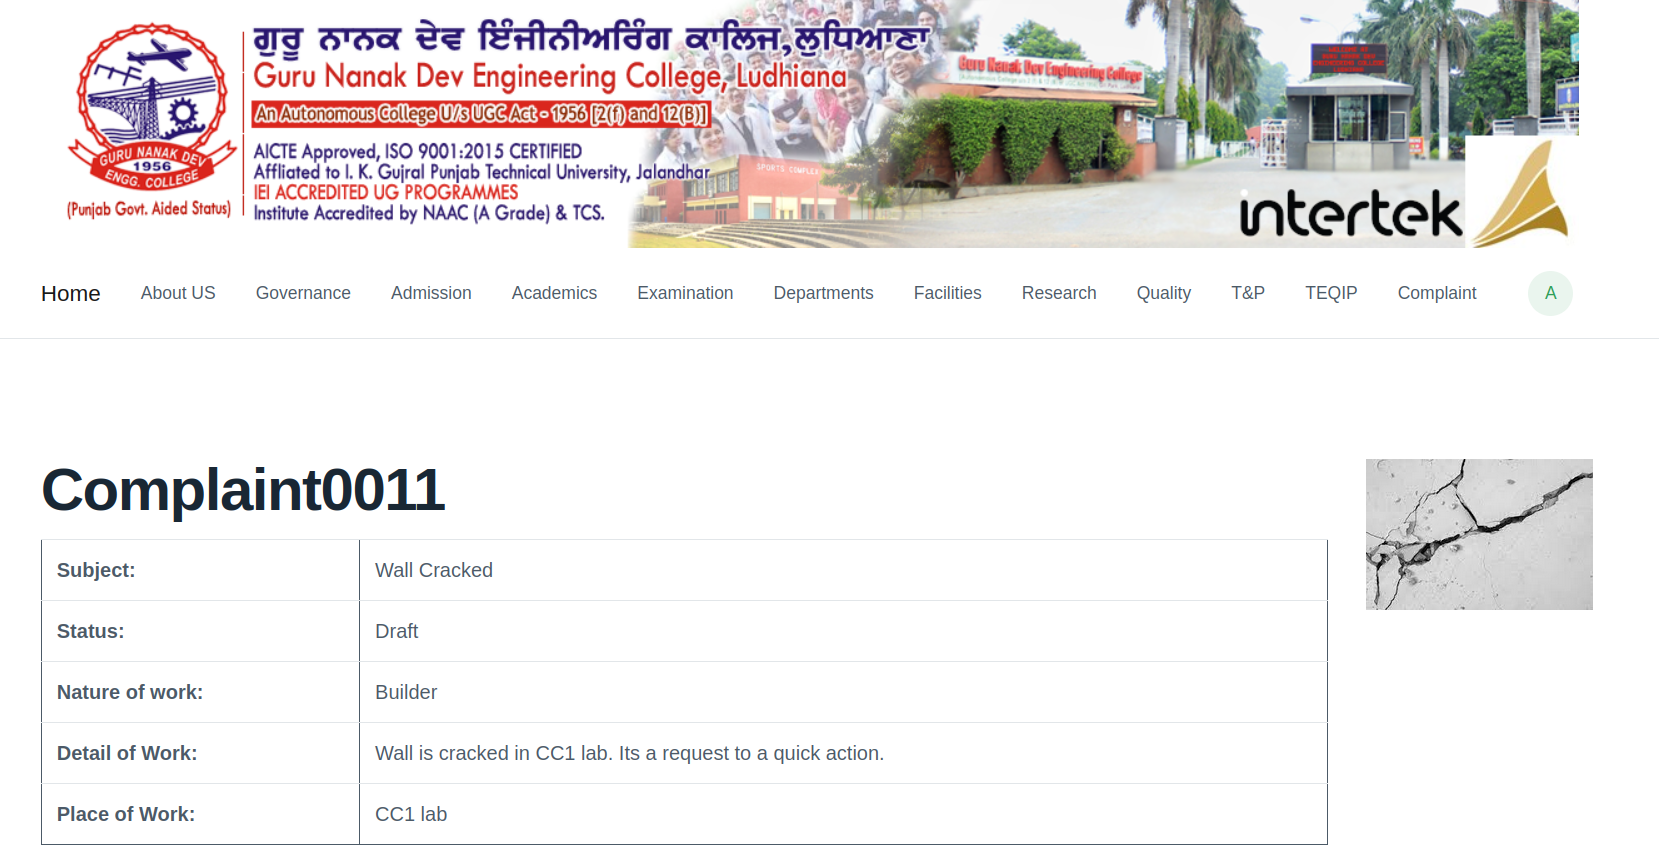 ਗੁਰੂ ਨਾਨਕ ਦੇਵ ਇੰਜੀਨੀਅਰਿੰਗ ਕਾਲਿਜ, ਲੁਧਿਆਣਾ
Guru Nanak Dev Engineering College, Ludhiana
An Autonomous College U/s UGC Act - 1956 [2(f) and 12(B)]
AICTE Approved, ISO 9001:2015 CERTIFIED
Affliated to I. K. Gujral Punjab Technical University, Jalandhar
IEI ACCREDITED UG PROGRAMMES
Institute Accredited by NAAC (A Grade) & TCS.
GURU NANAK DEV
1956
ENGG. COLLEGE
(Punjab Govt. Aided Status)
SPORTS COMPLEX
Guru Nanak Dev Engineering College
WELCOME AT
intertek
Home About US Governance Admission Academics Examination Departments Facilities Research Quality T&P TEQIP Complaint A
Complaint0011
Subject: Wall Cracked
Status: Draft
Nature of work: Builder
Detail of Work: Wall is cracked in CC1 lab. Its a request to a quick action.
Place of Work: CC1 lab